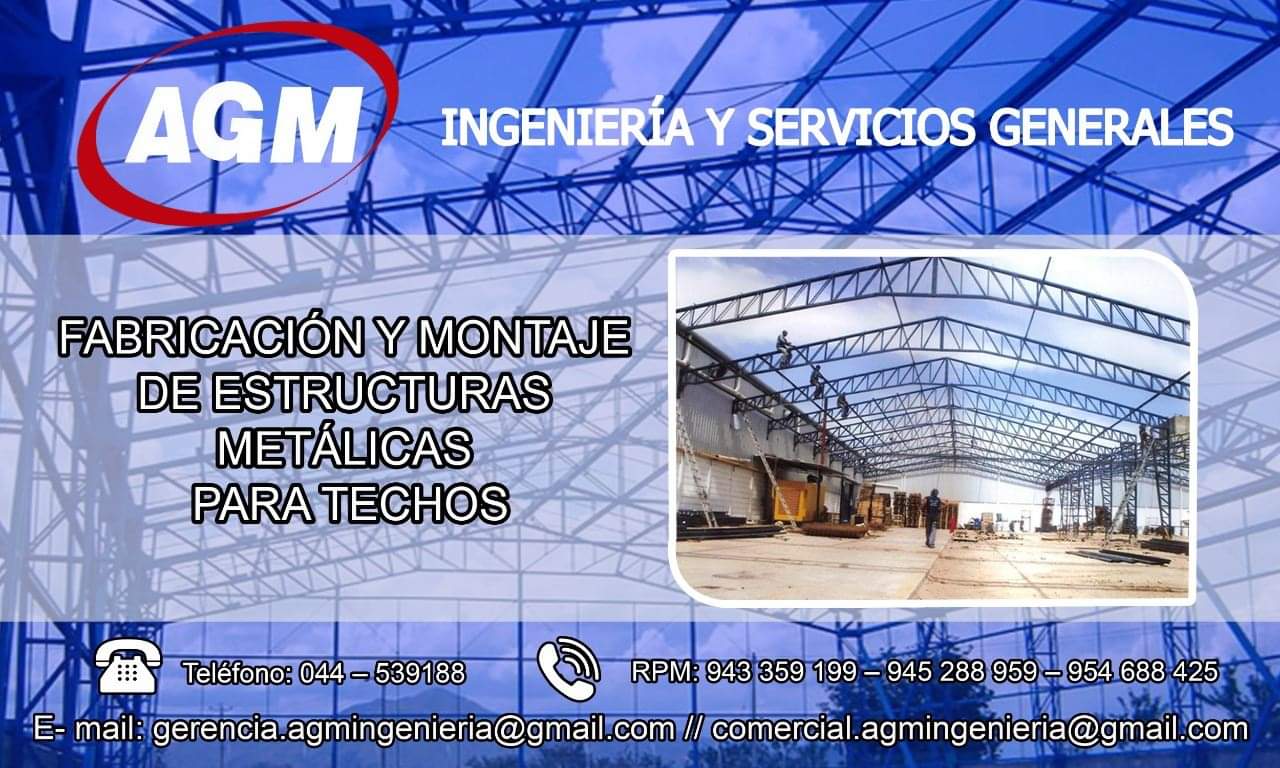 AGM
INGENIERÍA Y SERVICIOS GENERALES
FABRICACIÓN Y MONTAJE
DE ESTRUCTURAS
METÁLICAS
PARA TECHOS
Teléfono: 044 – 539188
RPM: 943 359 199 – 945 288 959 – 954 688 425
E- mail: gerencia.agmingenieria@gmail.com // comercial.agmingenieria@gmail.com